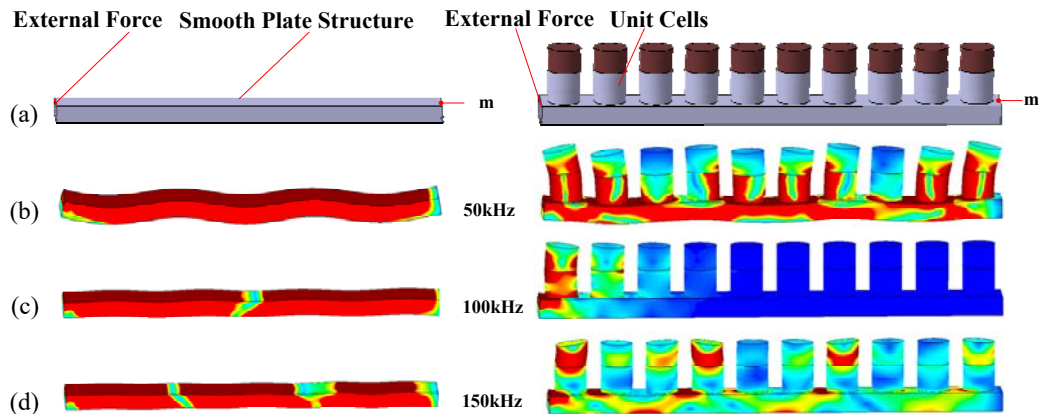 External Force Smooth Plate Structure External Force Unit Cells
m m
(a)
(b) 50kHz
(c) 100kHz
(d) 150kHz